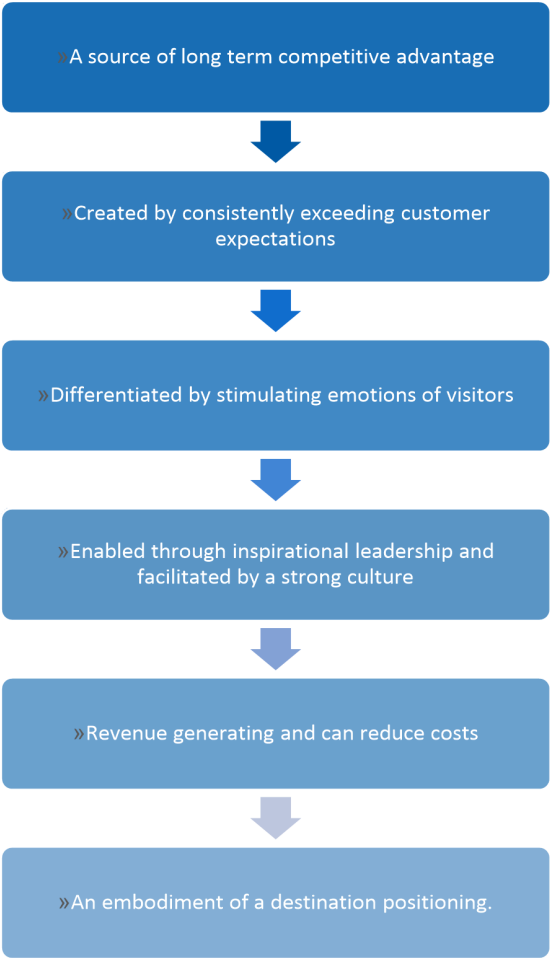 »A source of long term competitive advantage
»Created by consistently exceeding customer
expectations
»Differentiated by stimulating emotions of visitors
»Enabled through inspirational leadership and
facilitated by a strong culture
»Revenue generating and can reduce costs
»An embodiment of a destination positioning.